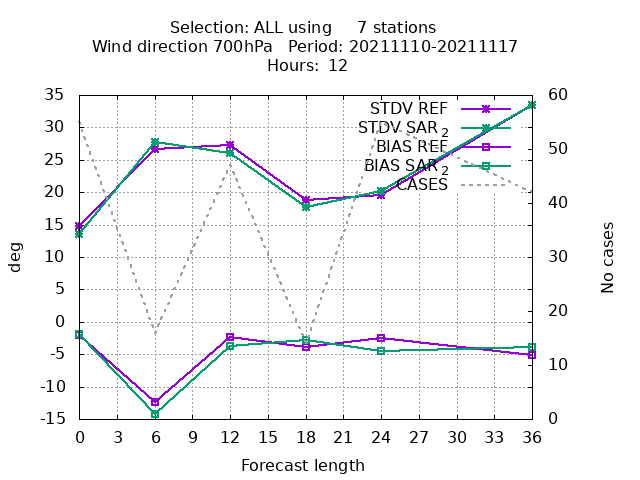 Selection: ALL using     7 stations
Wind direction 700hPa   Period: 20211110-20211117
Hours: 12
STDV REF
STDV SAR 2
BIAS REF
BIAS SAR 2
CASES
35
30
25
20
15
10
5
0
-5
-10
-15
deg
60
50
40
30
20
10
0
No cases
0 3 6 9 12 15 18 21 24 27 30 33 36
Forecast length